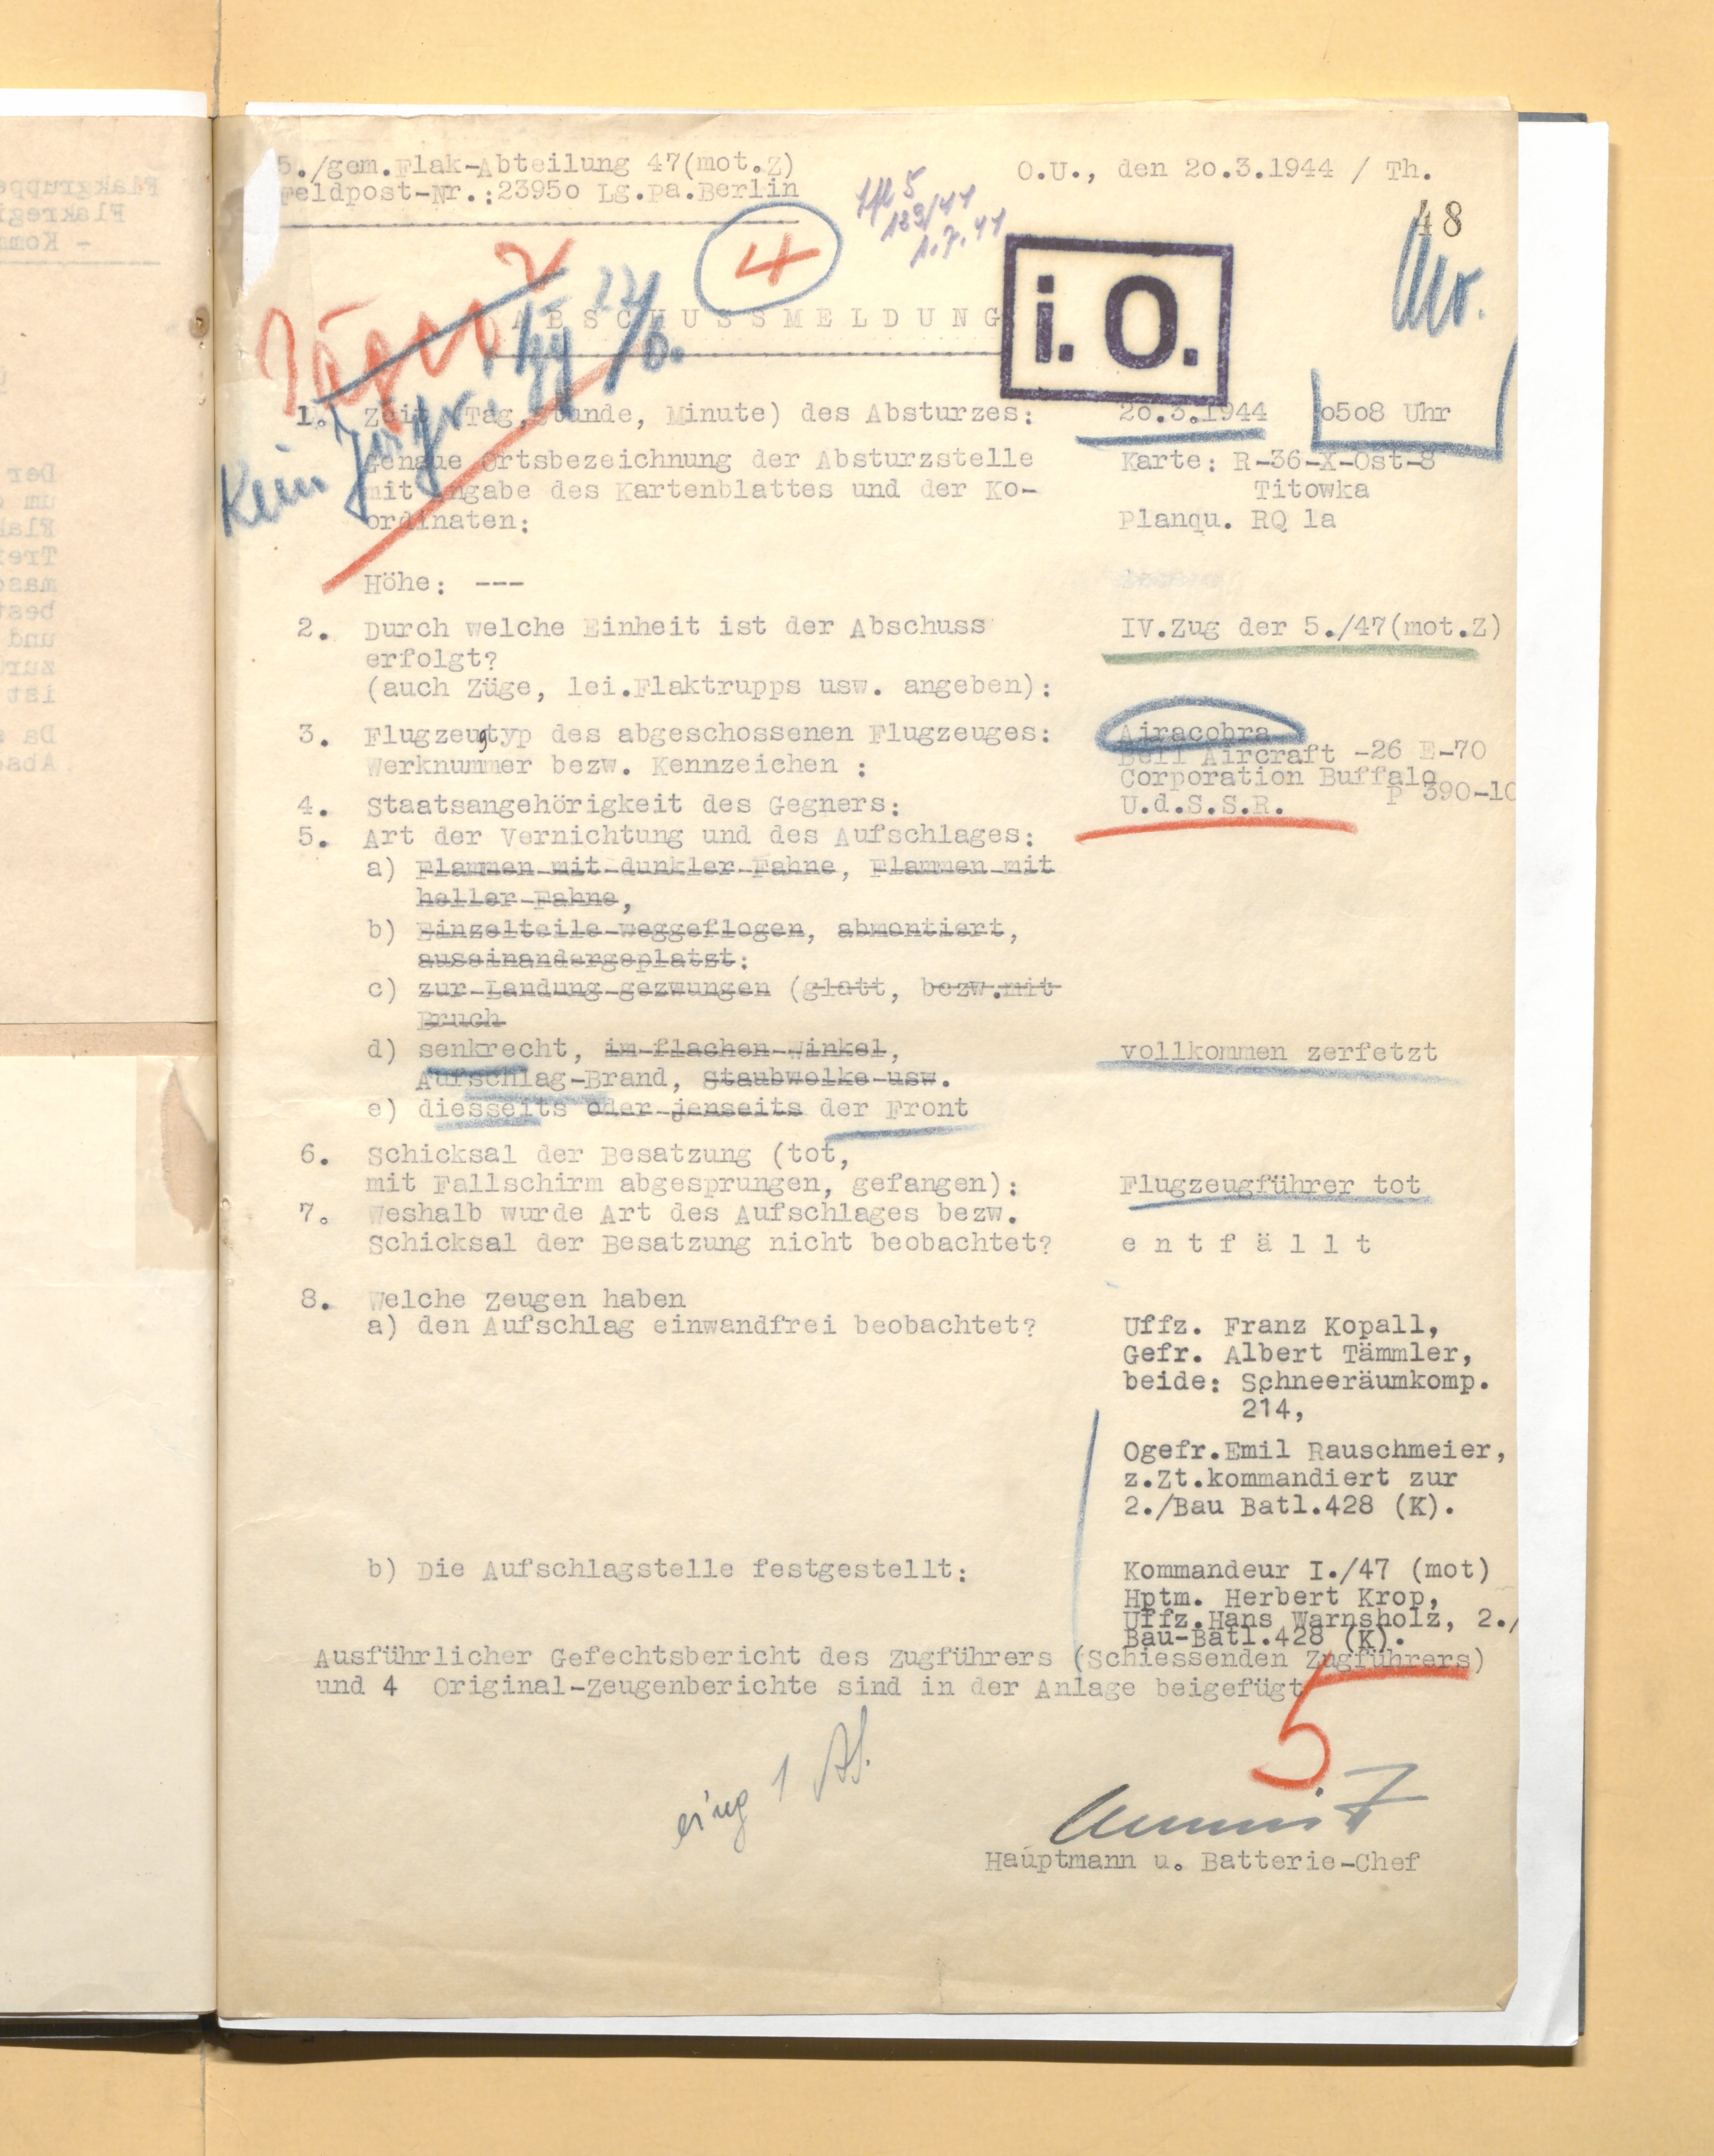 5./gem.Flak-Abteilung 47(mot.Z)
Feldpost-Nr.:2395o Lg.Pa.Berlin
O.U., den 2o.3.1944 / Th.
48
4
Jäger ?
Kein Jäger
ABSCHUSSMELDUNG
i.O.
1. Zeit (Tag, Stunde, Minute) des Absturzes: 2o.3.1944 o5o8 Uhr
Genaue Ortsbezeichnung der Absturzstelle Karte: R-36-X-Ost-8
mit Angabe des Kartenblattes und der Ko- Titowka
ordinaten: Planqu. RQ 1a
Höhe: ---
2. Durch welche Einheit ist der Abschuss IV.Zug der 5./47(mot.Z)
erfolgt?
(auch Züge, lei.Flaktrupps usw. angeben):
3. Flugzeugtyp des abgeschossenen Flugzeuges: Airacobra
Werknummer bezw. Kennzeichen : Bell Aircraft -26 E-70
Corporation Buffalo P 390-10
4. Staatsangehörigkeit des Gegners: U.d.S.S.R.
5. Art der Vernichtung und des Aufschlages:
a) Flammen mit dunkler Fahne, Flammen mit
heller Fahne,
b) Einzelteile weggeflogen, abmontiert,
auseinandergeplatzt:
c) zur Landung gezwungen (glatt, bezw.mit
Bruch
d) senkrecht, im flachen Winkel, vollkommen zerfetzt
Aufschlag-Brand, Staubwolke usw.
e) diesseits oder jenseits der Front
6. Schicksal der Besatzung (tot,
mit Fallschirm abgesprungen, gefangen): Flugzeugführer tot
7. Weshalb wurde Art des Aufschlages bezw.
Schicksal der Besatzung nicht beobachtet? e n t f ä l l t
8. Welche Zeugen haben
a) den Aufschlag einwandfrei beobachtet? Uffz. Franz Kopall,
Gefr. Albert Tämmler,
beide: Schneeräumkomp.
214,
Ogefr.Emil Rauschmeier,
z.Zt.kommandiert zur
2./Bau Batl.428 (K).
b) Die Aufschlagstelle festgestellt: Kommandeur I./47 (mot)
Hptm. Herbert Krop,
Uffz.Hans Warnsholz, 2./
Bau-Batl.428 (K).
Ausführlicher Gefechtsbericht des Zugführers (Schiessenden Zugführers)
und 4 Original-Zeugenberichte sind in der Anlage beigefügt
5
Hauptmann u. Batterie-Chef